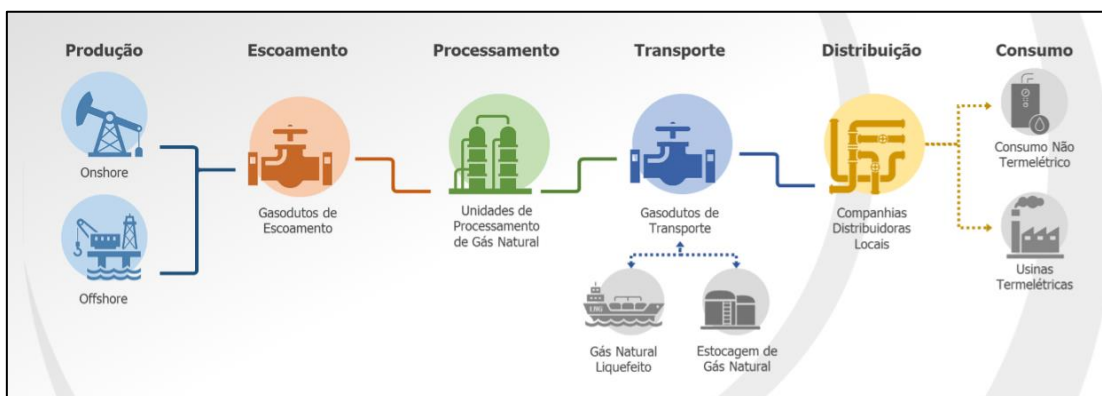 Produção
Escoamento
Processamento
Transporte
Distribuição
Consumo
Onshore
Offshore
Gasodutos de
Escoamento
Unidades de
Processamento
de Gás Natural
Gasodutos de
Transporte
Gás Natural
Liquefeito
Estocagem de
Gás Natural
Companhias
Distribuidoras
Locais
Consumo Não
Termelétrico
Usinas
Termelétricas